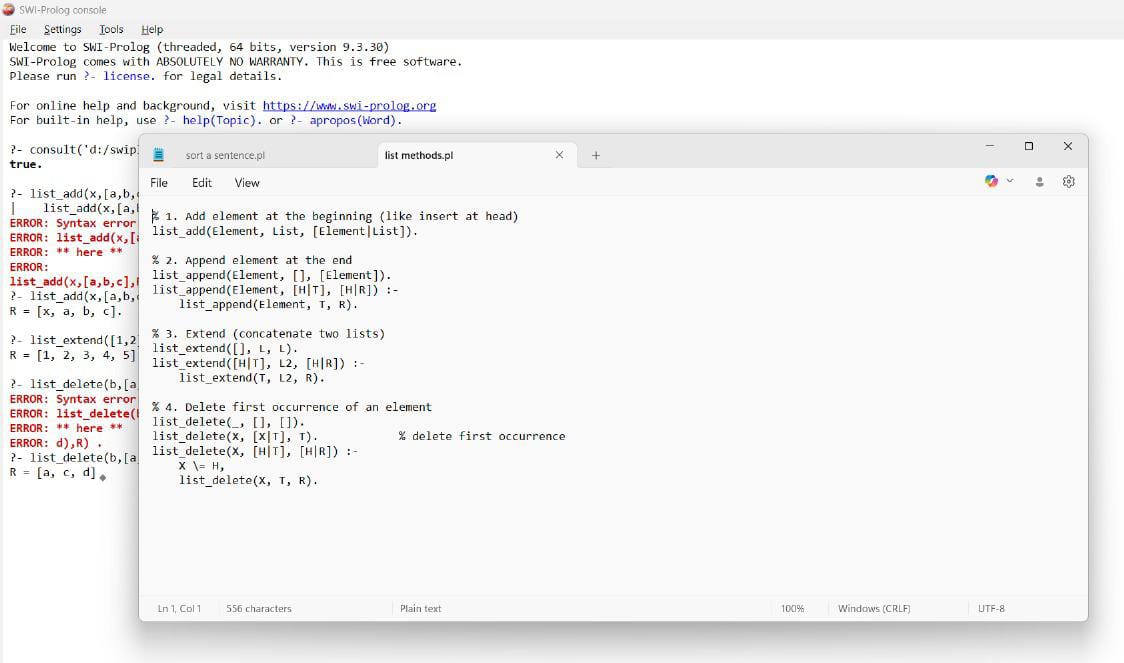 SWI-Prolog console
File Settings Tools Help
Welcome to SWI-Prolog (threaded, 64 bits, version 9.3.30)
SWI-Prolog comes with ABSOLUTELY NO WARRANTY. This is free software.
Please run ?- license. for legal details.
For online help and background, visit https://www.swi-prolog.org
For built-in help, use ?- help(Topic). or ?- apropos(Word).
?- consult('d:/swip
true.
?- list_add(x,[a,b,c
| list_add(x,[a,
ERROR: Syntax error
ERROR: list_add(x,[a
ERROR: ** here **
ERROR:
list_add(x,[a,b,c],
?- list_add(x,[a,b,c
R = [x, a, b, c].
?- list_extend([1,2
R = [1, 2, 3, 4, 5]
?- list_delete(b,[a
ERROR: Syntax error
ERROR: list_delete(
ERROR: ** here **
ERROR: d),R) .
?- list_delete(b,[a
R = [a, c, d]
sort a sentence.pl
list methods.pl
File Edit View
% 1. Add element at the beginning (like insert at head)
list_add(Element, List, [Element|List]).
% 2. Append element at the end
list_append(Element, [], [Element]).
list_append(Element, [H|T], [H|R]) :-
list_append(Element, T, R).
% 3. Extend (concatenate two lists)
list_extend([], L, L).
list_extend([H|T], L2, [H|R]) :-
list_extend(T, L2, R).
% 4. Delete first occurrence of an element
list_delete(_, [], []).
list_delete(X, [X|T], T). % delete first occurrence
list_delete(X, [H|T], [H|R]) :-
X \= H,
list_delete(X, T, R).
Ln 1, Col 1 556 characters Plain text 100% Windows (CRLF) UTF-8